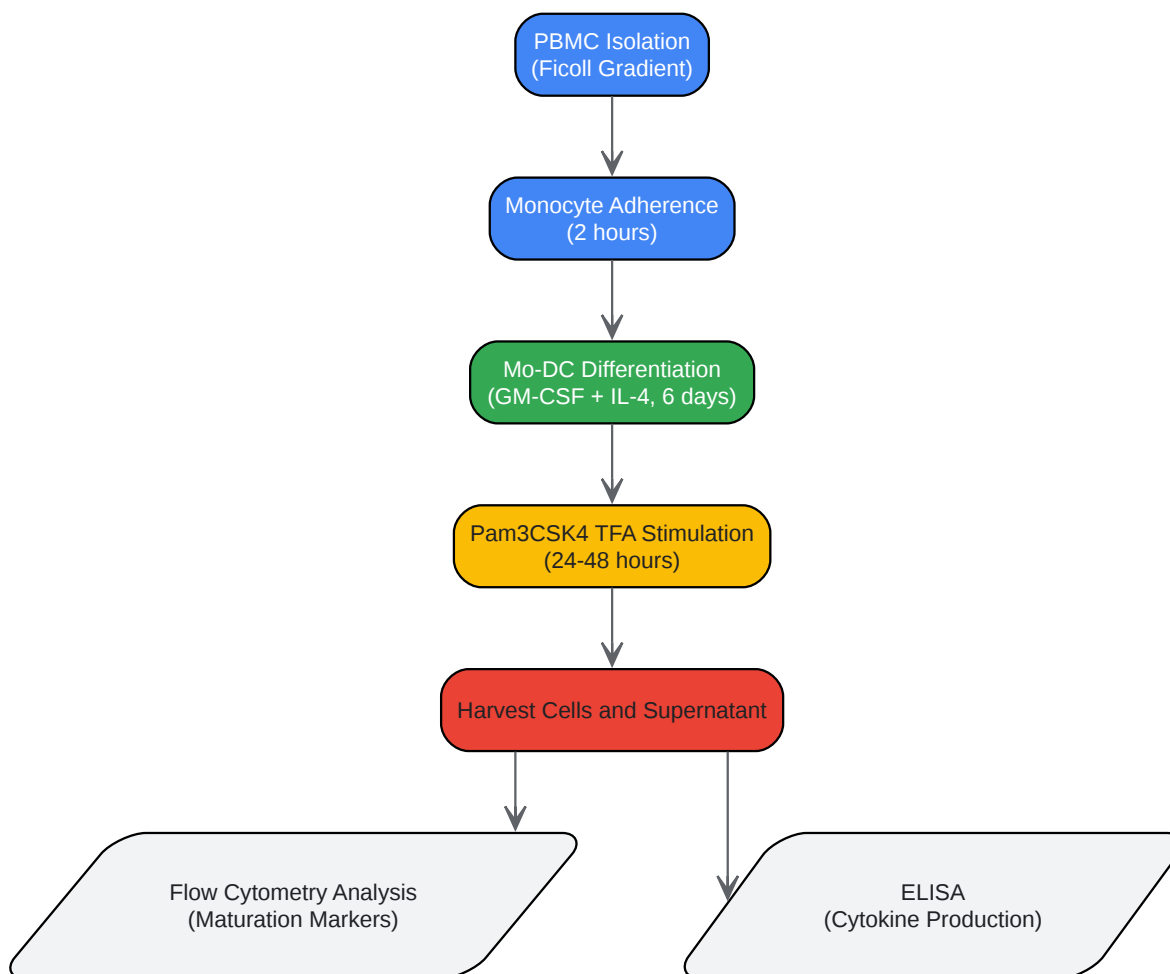 PBMC Isolation
(Ficoll Gradient)
Monocyte Adherence
(2 hours)
Mo-DC Differentiation
(GM-CSF + IL-4, 6 days)
Pam3CSK4 TFA Stimulation
(24-48 hours)
Harvest Cells and Supernatant
Flow Cytometry Analysis
(Maturation Markers)
ELISA
(Cytokine Production)